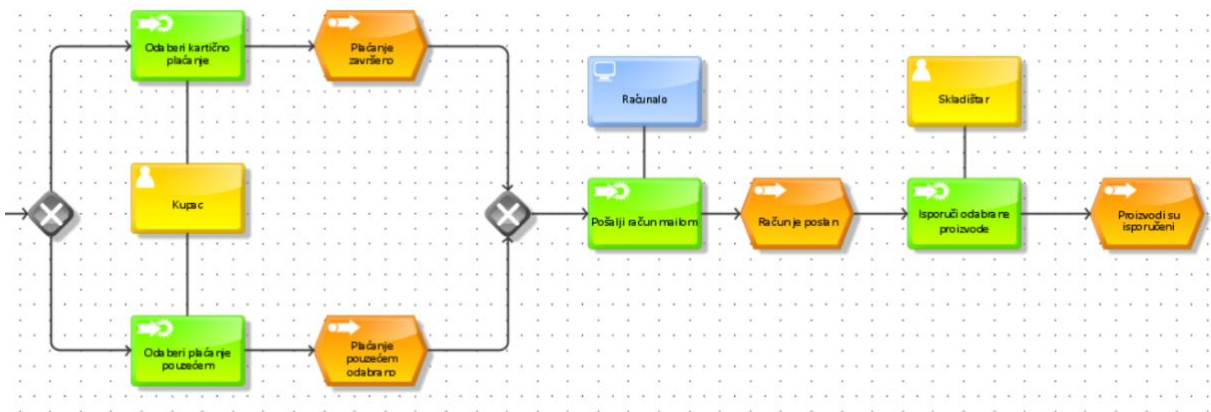 Odaberi kartično
plaćanje
Plaćanje
završeno
Računalo
Skladištar
Kupac
Pošalji račun mailom
Račun je poslan
Isporuči odabrane
proizvode
Proizvodi su
isporučeni
Odaberi plaćanje
pouzećem
Plaćanje
pouzećem
odabrano